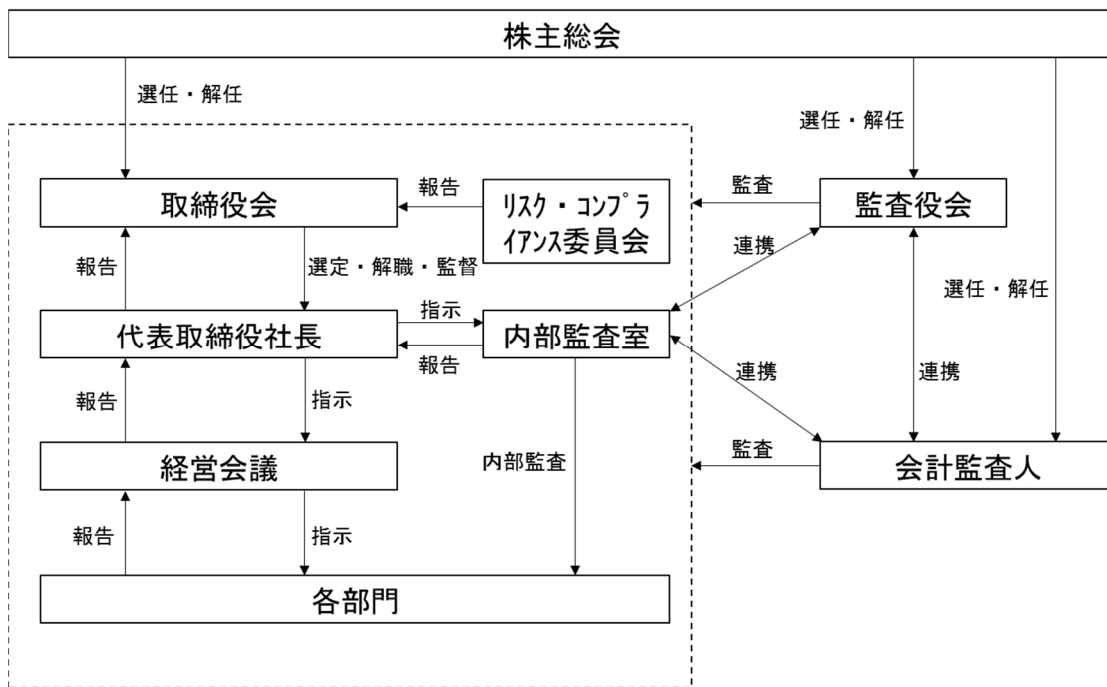 株主総会
選任・解任
選任・解任
取締役会
報告
リスク・コンプラ
イアンス委員会
監査
監査役会
報告
選定・解職・監督
連携
選任・解任
代表取締役社長
指示
報告
内部監査室
報告
指示
連携
連携
経営会議
内部監査
監査
会計監査人
報告
指示
各部門